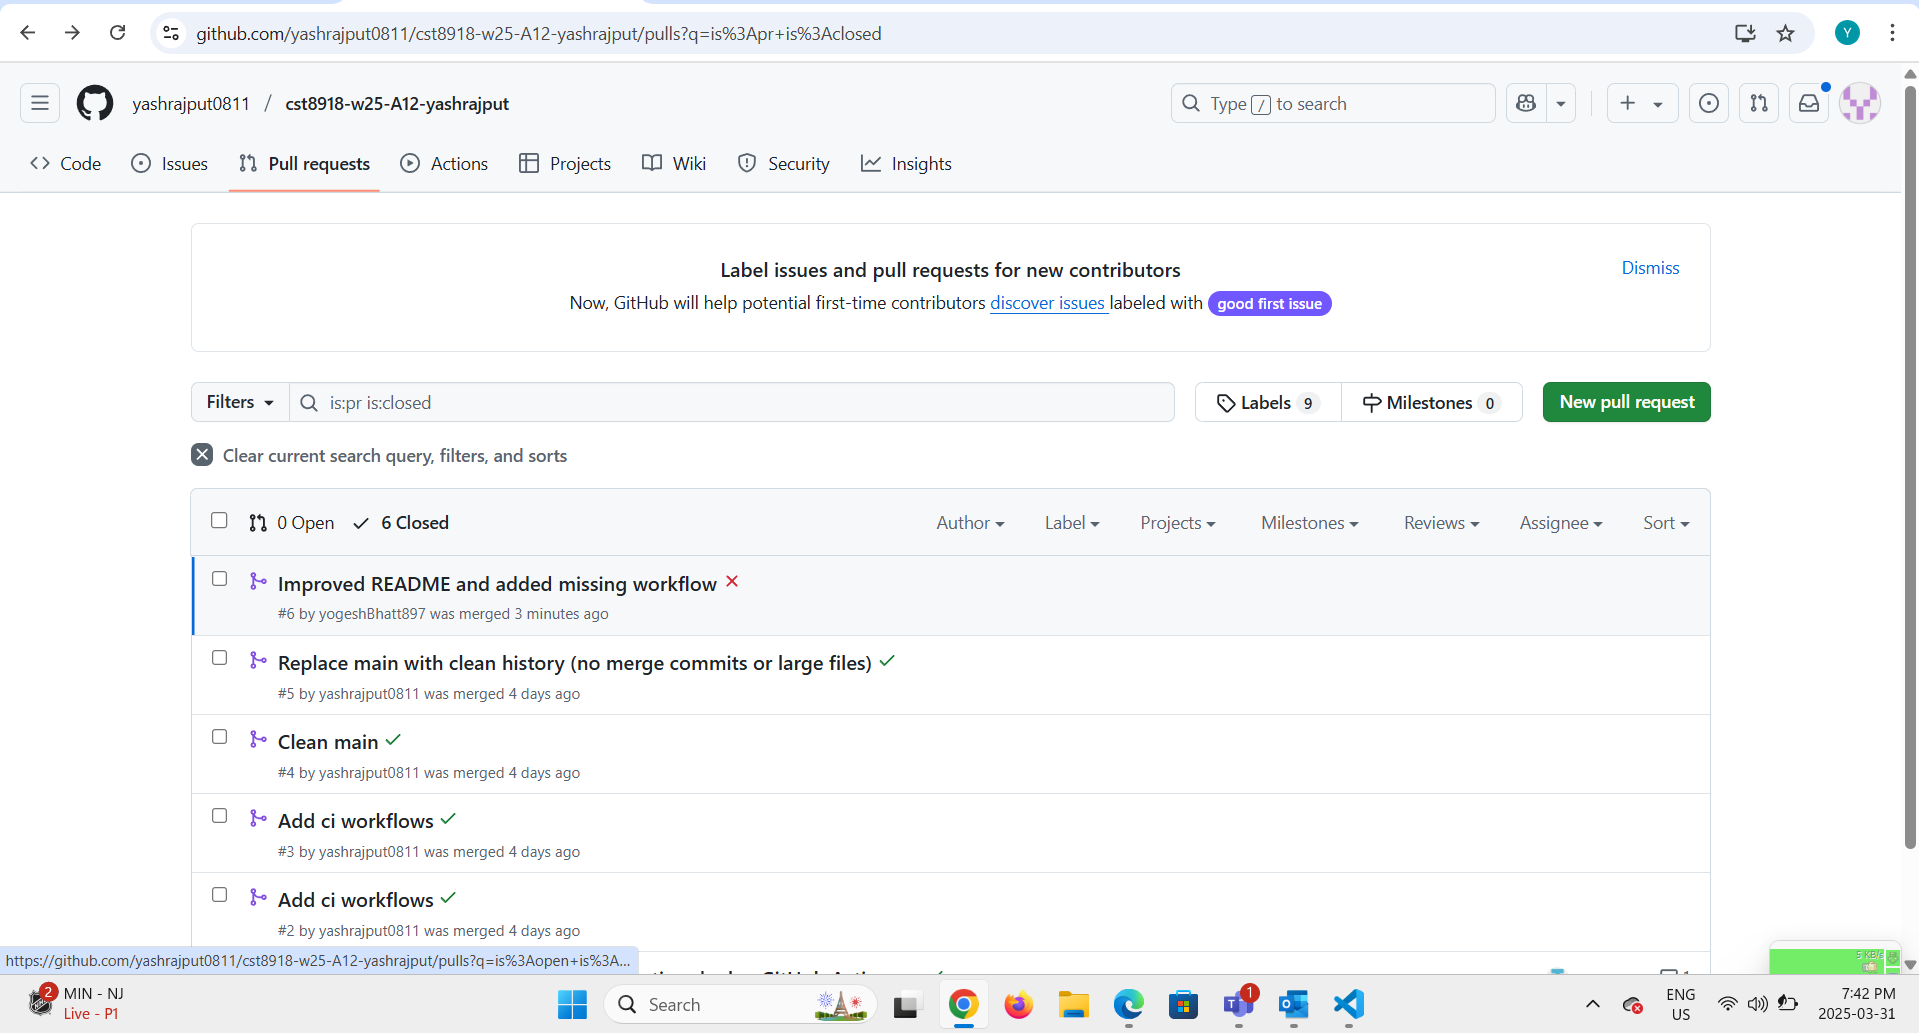 github.com/yashrajput0811/cst8918-w25-A12-yashrajput/pulls?q=is%3Apr+is%3Aclosed
Y
yashrajput0811 / cst8918-w25-A12-yashrajput
Type / to search
Code Issues Pull requests Actions Projects Wiki Security Insights
Label issues and pull requests for new contributors
Dismiss
Now, GitHub will help potential first-time contributors discover issues labeled with good first issue
Filters is:pr is:closed Labels 9 Milestones 0 New pull request
Clear current search query, filters, and sorts
0 Open 6 Closed Author Label Projects Milestones Reviews Assignee Sort
Improved README and added missing workflow
#6 by yogeshBhatt897 was merged 3 minutes ago
Replace main with clean history (no merge commits or large files)
#5 by yashrajput0811 was merged 4 days ago
Clean main
#4 by yashrajput0811 was merged 4 days ago
Add ci workflows
#3 by yashrajput0811 was merged 4 days ago
Add ci workflows
#2 by yashrajput0811 was merged 4 days ago
https://github.com/yashrajput0811/cst8918-w25-A12-yashrajput/pulls?q=is%3Aopen+is%3A...
5 KB/s
2
MIN - NJ
Live - P1
Search
1
ENG
US
7:42 PM
2025-03-31